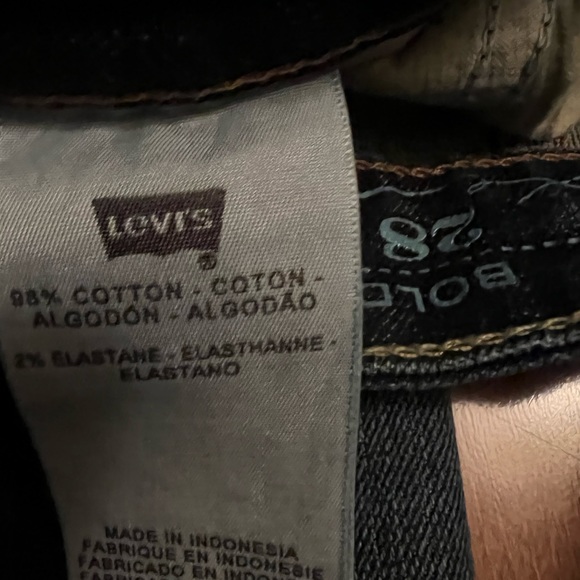 LEVI'S
®
98% COTTON - COTON -
ALGODÓN - ALGODÃO
2% ELASTANE - ELASTHANNE -
ELASTANO
MADE IN INDONESIA
FABRIQUE EN INDONESIE
FABRICADO EN INDONESI
28
BOLD